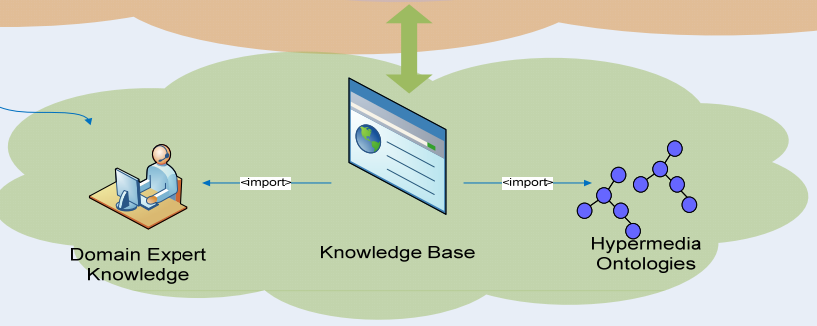 <import>
<import>
Domain Expert
Knowledge
Knowledge Base
Hypermedia
Ontologies